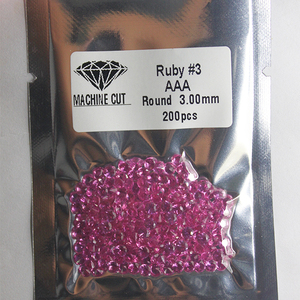 Ruby #3
AAA
MACHINE CUT
Round 3.00mm
200pcs